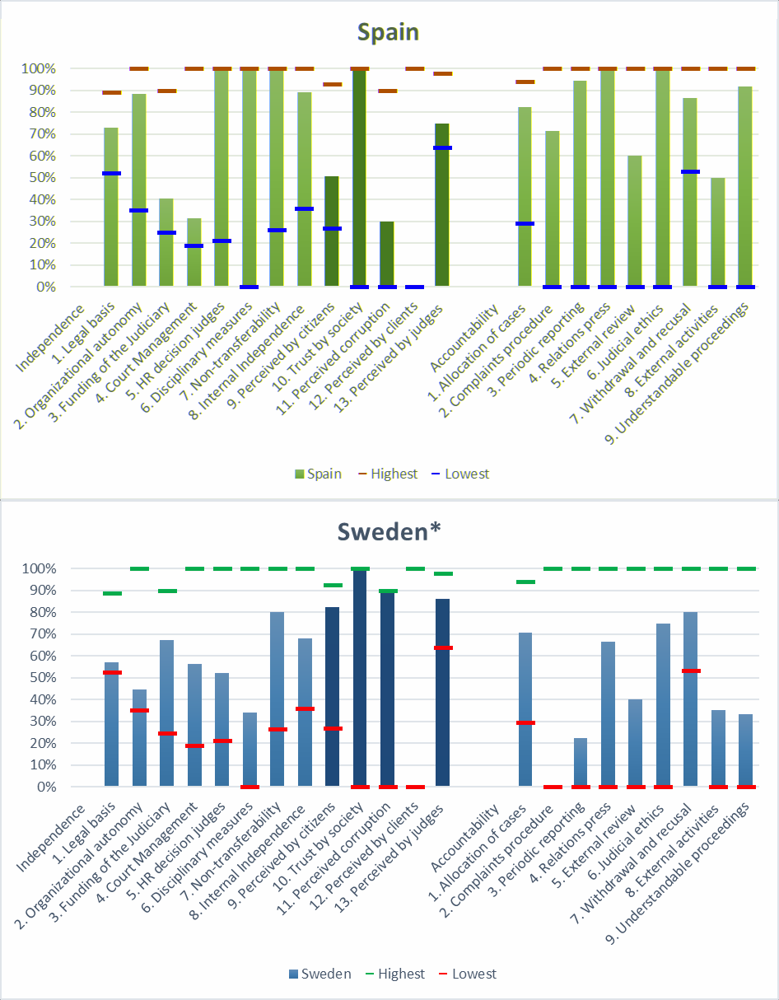 Spain
100%
90%
80%
70%
60%
50%
40%
30%
20%
10%
0%
Independence
1. Legal basis
2. Organizational autonomy
3. Funding of the Judiciary
4. Court Management
5. HR decision judges
6. Disciplinary measures
7. Non-transferability
8. Internal Independence
9. Perceived by citizens
10. Trust by society
11. Perceived corruption
12. Perceived by clients
13. Perceived by judges
Accountability
1. Allocation of cases
2. Complaints procedure
3. Periodic reporting
4. Relations press
5. External review
6. Judicial ethics
7. Withdrawal and recusal
8. External activities
9. Understandable proceedings
Spain
Highest
Lowest
Sweden*
100%
90%
80%
70%
60%
50%
40%
30%
20%
10%
0%
Independence
1. Legal basis
2. Organizational autonomy
3. Funding of the Judiciary
4. Court Management
5. HR decision judges
6. Disciplinary measures
7. Non-transferability
8. Internal Independence
9. Perceived by citizens
10. Trust by society
11. Perceived corruption
12. Perceived by clients
13. Perceived by judges
Accountability
1. Allocation of cases
2. Complaints procedure
3. Periodic reporting
4. Relations press
5. External review
6. Judicial ethics
7. Withdrawal and recusal
8. External activities
9. Understandable proceedings
Sweden
Highest
Lowest